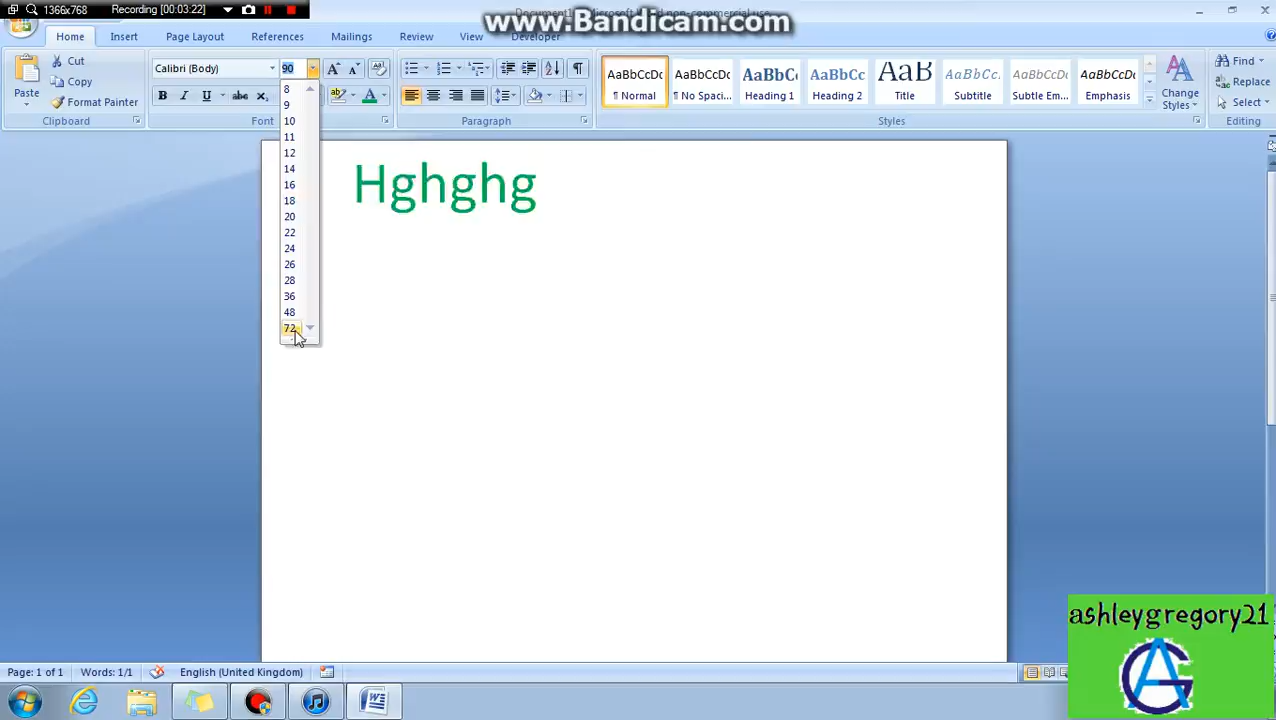 1366x768 Recording [00:03:22]
www.Bandicam.com
Home Insert Page Layout References Mailings Review View Developer
Cut
Copy
Format Painter
Paste
Clipboard
Calibri (Body) 90
Font
Paragraph
AaBbCcDc AaBbCcDc AaBbC AaBbCc AaB AaBbCc. AaBbCcDc AaBbCcDc
¶ Normal ¶ No Spaci... Heading 1 Heading 2 Title Subtitle Subtle Em... Emphasis
Change
Styles
Styles
Find
Replace
Select
Editing
8
9
10
11
12
14
16
18
20
22
24
26
28
36
48
72
Hghghg
ashleygregory21
AG
Page: 1 of 1 Words: 1/1 English (United Kingdom)